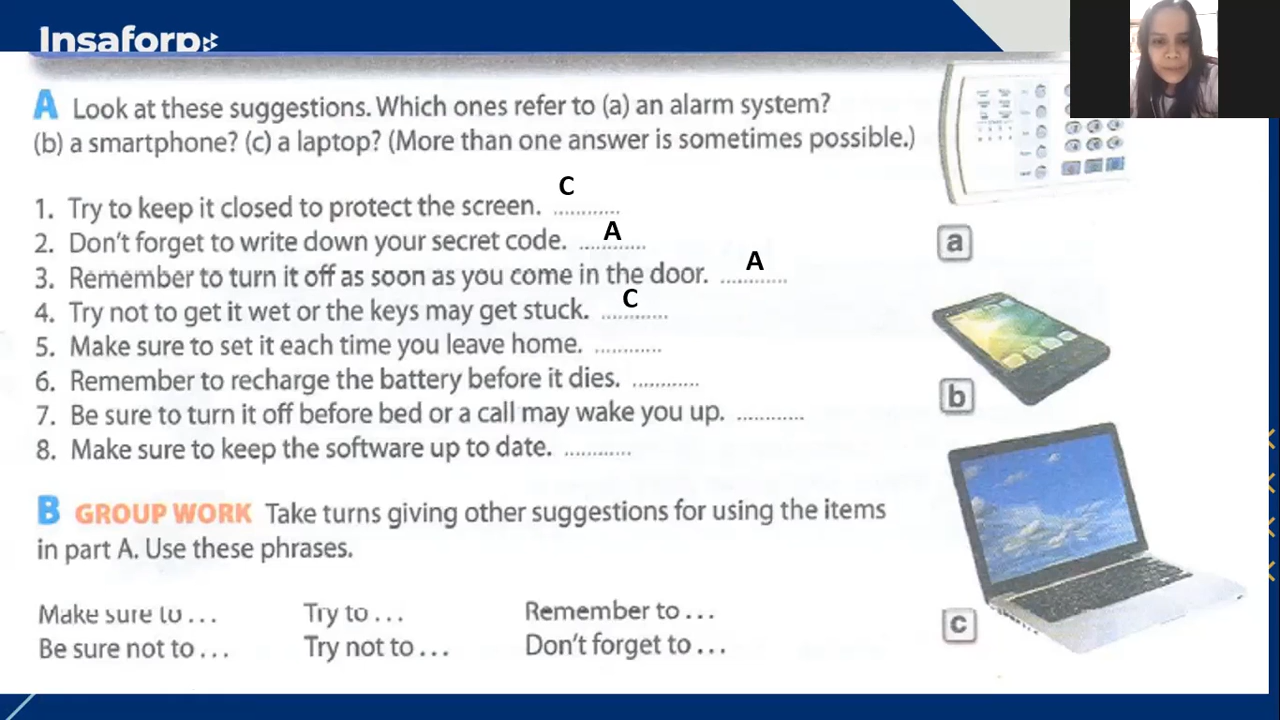 Insaforp
A Look at these suggestions. Which ones refer to (a) an alarm system?
(b) a smartphone? (c) a laptop? (More than one answer is sometimes possible.)
1. Try to keep it closed to protect the screen. ............ C
2. Don't forget to write down your secret code. ............ A
3. Remember to turn it off as soon as you come in the door. ............ A
4. Try not to get it wet or the keys may get stuck. ............ C
5. Make sure to set it each time you leave home. ............
6. Remember to recharge the battery before it dies. ............
7. Be sure to turn it off before bed or a call may wake you up. ............
8. Make sure to keep the software up to date. ............
B GROUP WORK Take turns giving other suggestions for using the items
in part A. Use these phrases.
Make sure to ... Try to ... Remember to ...
Be sure not to ... Try not to ... Don't forget to ...
a
b
c